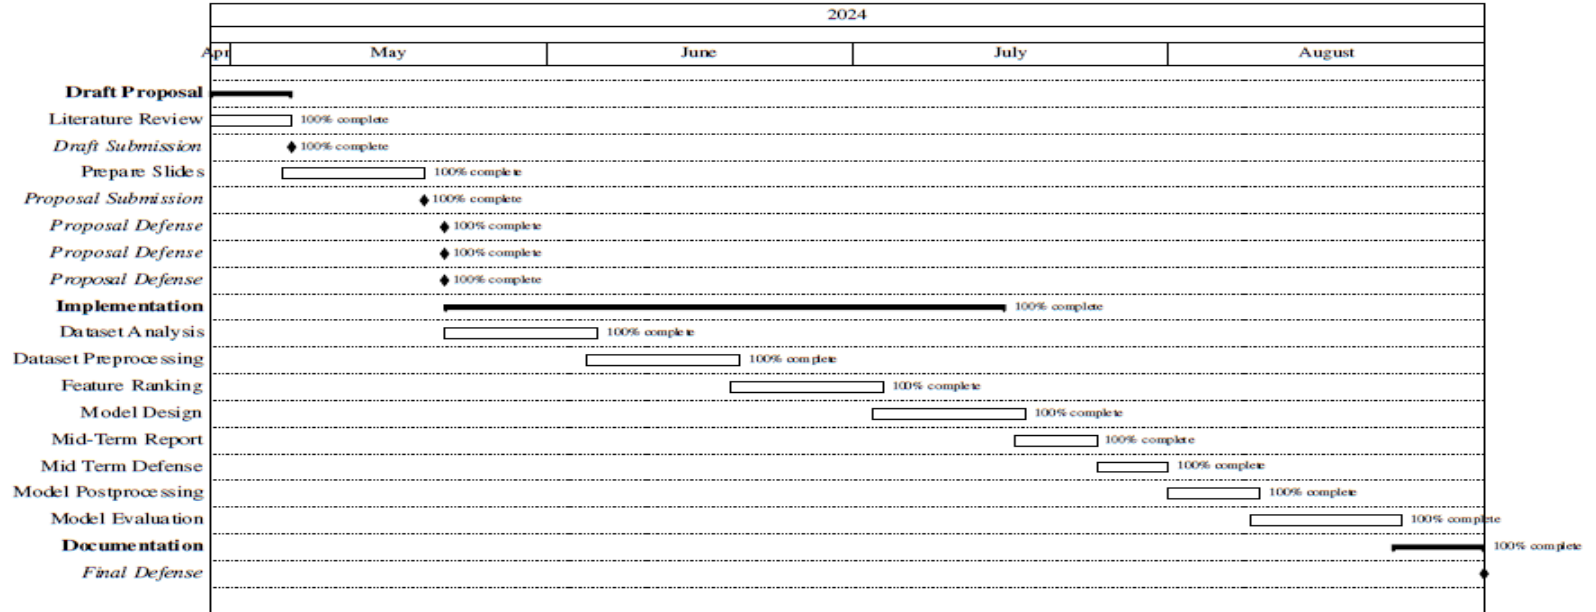 2024
Apr May June July August
Draft Proposal
Literature Review 100% complete
Draft Submission 100% complete
Prepare Slides 100% complete
Proposal Submission 100% complete
Proposal Defense 100% complete
Proposal Defense 100% complete
Proposal Defense 100% complete
Implementation 100% complete
Dataset Analysis 100% complete
Dataset Preprocessing 100% complete
Feature Ranking 100% complete
Model Design 100% complete
Mid-Term Report 100% complete
Mid Term Defense 100% complete
Model Postprocessing 100% complete
Model Evaluation 100% complete
Documentation 100% complete
Final Defense